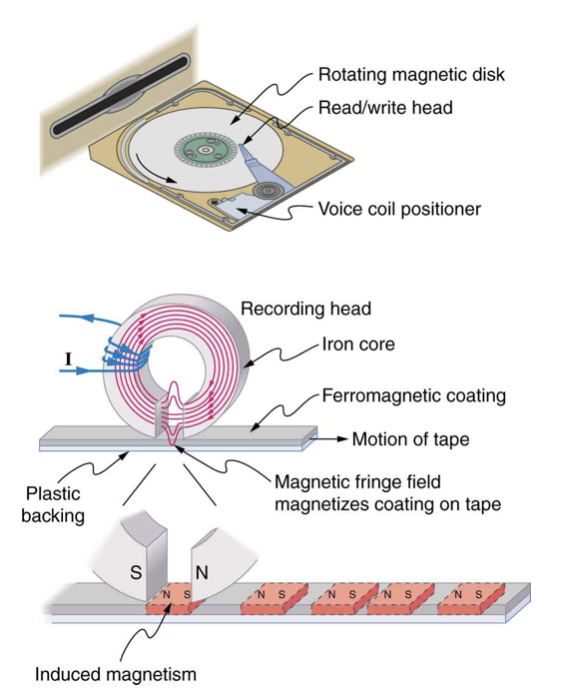 Rotating magnetic disk
Read/write head
Voice coil positioner
Recording head
I
Iron core
Ferromagnetic coating
Motion of tape
Plastic
backing
Magnetic fringe field
magnetizes coating on tape
S N
N S N S N S N S N S
Induced magnetism